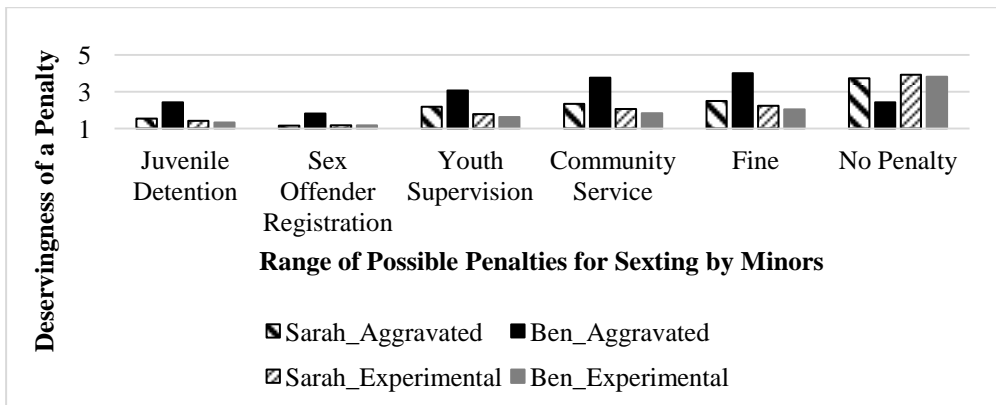 Deservingness of a Penalty
5
3
1
Juvenile Detention
Sex Offender Registration
Youth Supervision
Community Service
Fine
No Penalty
Range of Possible Penalties for Sexting by Minors
Sarah_Aggravated
Ben_Aggravated
Sarah_Experimental
Ben_Experimental